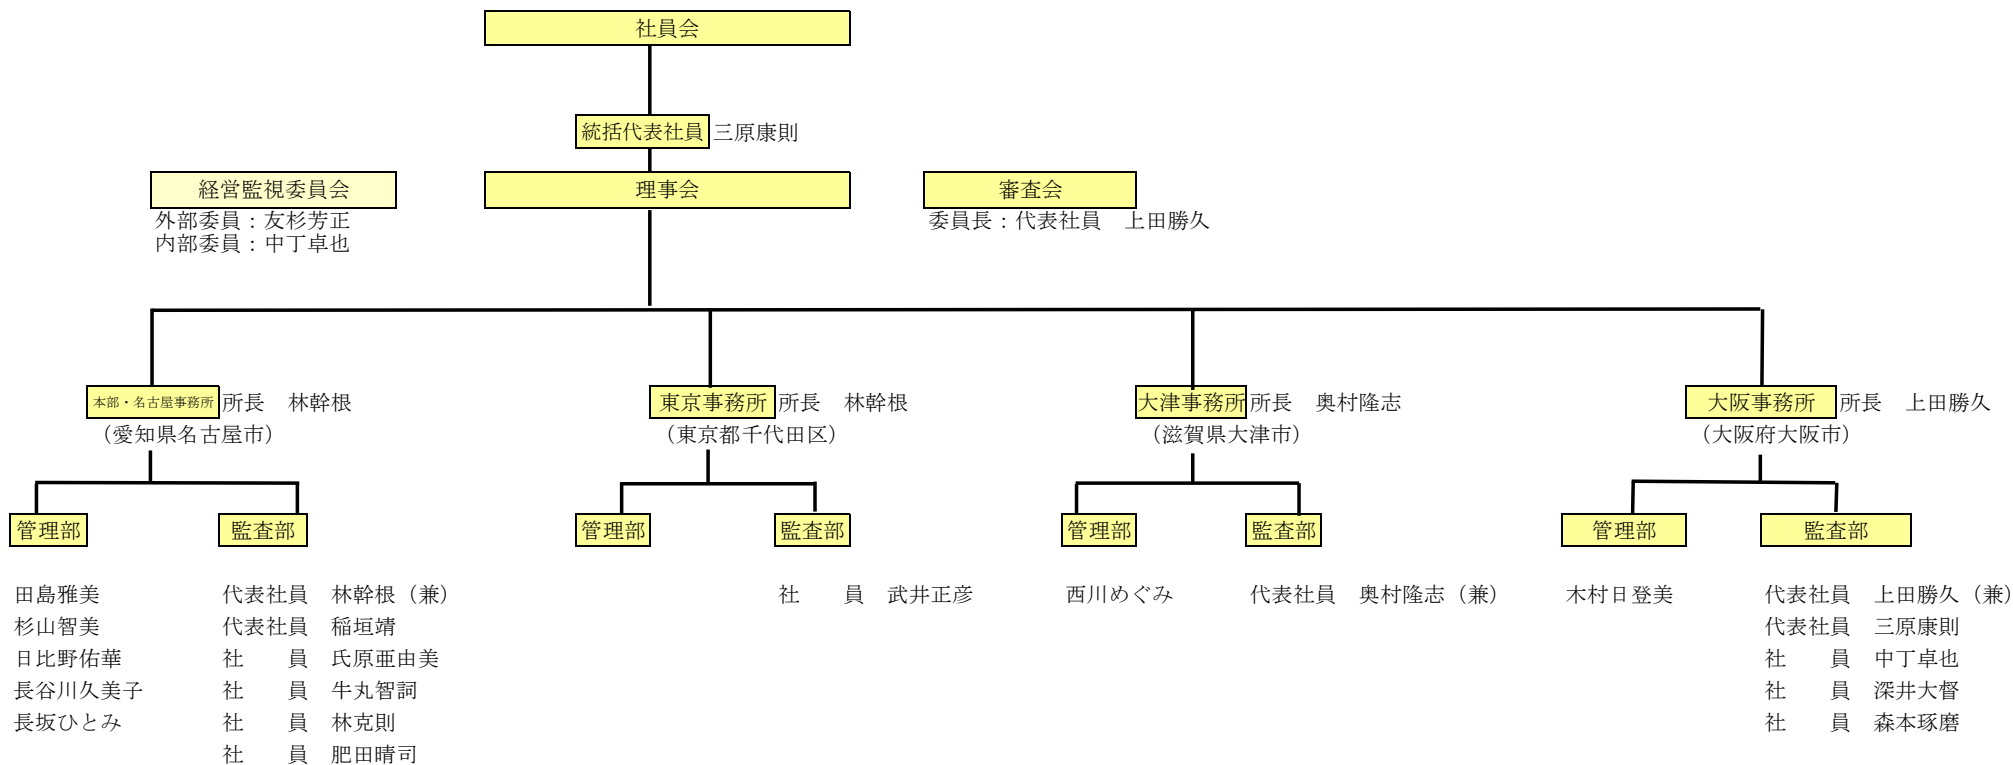 社員会
統括代表社員 三原康則
経営監視委員会
外部委員：友杉芳正
内部委員：中丁卓也
理事会
審査会
委員長：代表社員　上田勝久
本部・名古屋事務所 所長　林幹根
（愛知県名古屋市）
東京事務所 所長　林幹根
（東京都千代田区）
大津事務所 所長　奥村隆志
（滋賀県大津市）
大阪事務所 所長　上田勝久
（大阪府大阪市）
管理部
田島雅美
杉山智美
日比野佑華
長谷川久美子
長坂ひとみ
監査部
代表社員　林幹根（兼）
代表社員　稲垣靖
社　　員　氏原亜由美
社　　員　牛丸智詞
社　　員　林克則
社　　員　肥田晴司
管理部
監査部
社　　員　武井正彦
管理部
西川めぐみ
監査部
代表社員　奥村隆志（兼）
管理部
木村日登美
監査部
代表社員　上田勝久（兼）
代表社員　三原康則
社　　員　中丁卓也
社　　員　深井大督
社　　員　森本琢磨